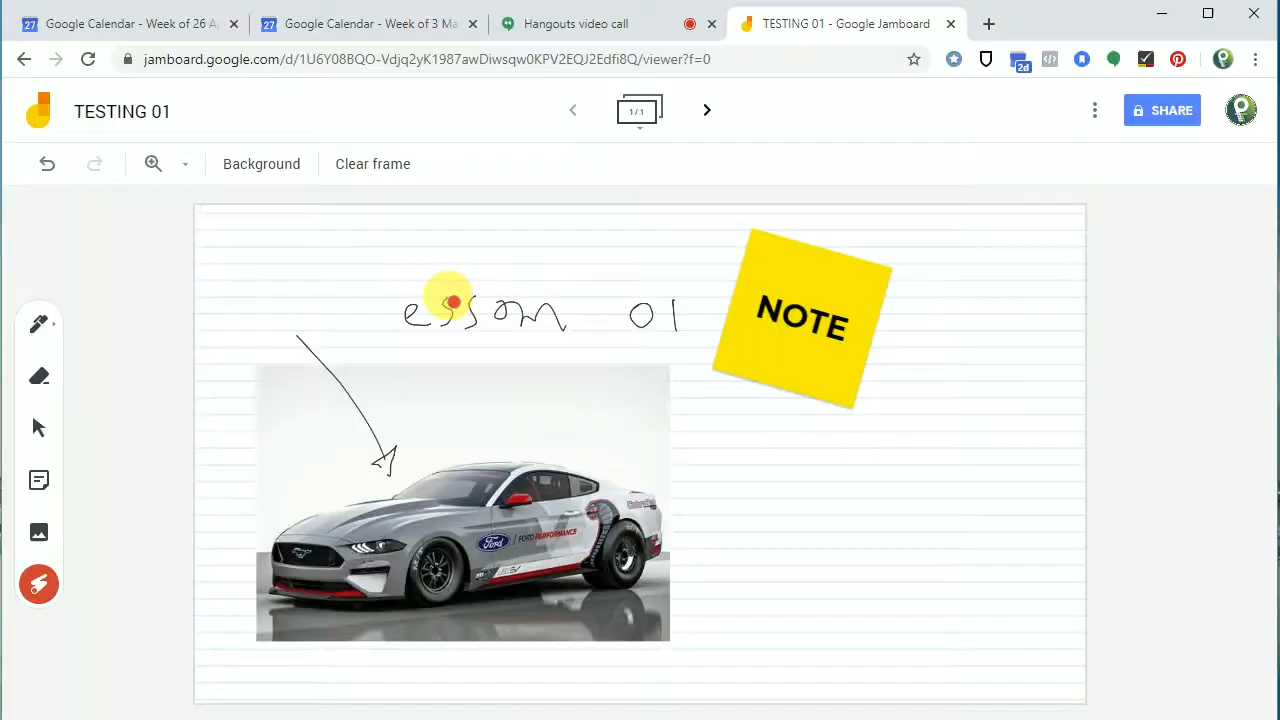 Google Calendar - Week of 26 A
Google Calendar - Week of 3 Ma
Hangouts video call
TESTING 01 - Google Jamboard
jamboard.google.com/d/1U6Y08EQO-Vdjq2yK1987awDiwsqw0KPV2EQJ2Edfi8Q/viewer?f=0
2d
TESTING 01
1/1
SHARE
Background
Clear frame
esson 01
NOTE
Ford
FORD PERFORMANCE